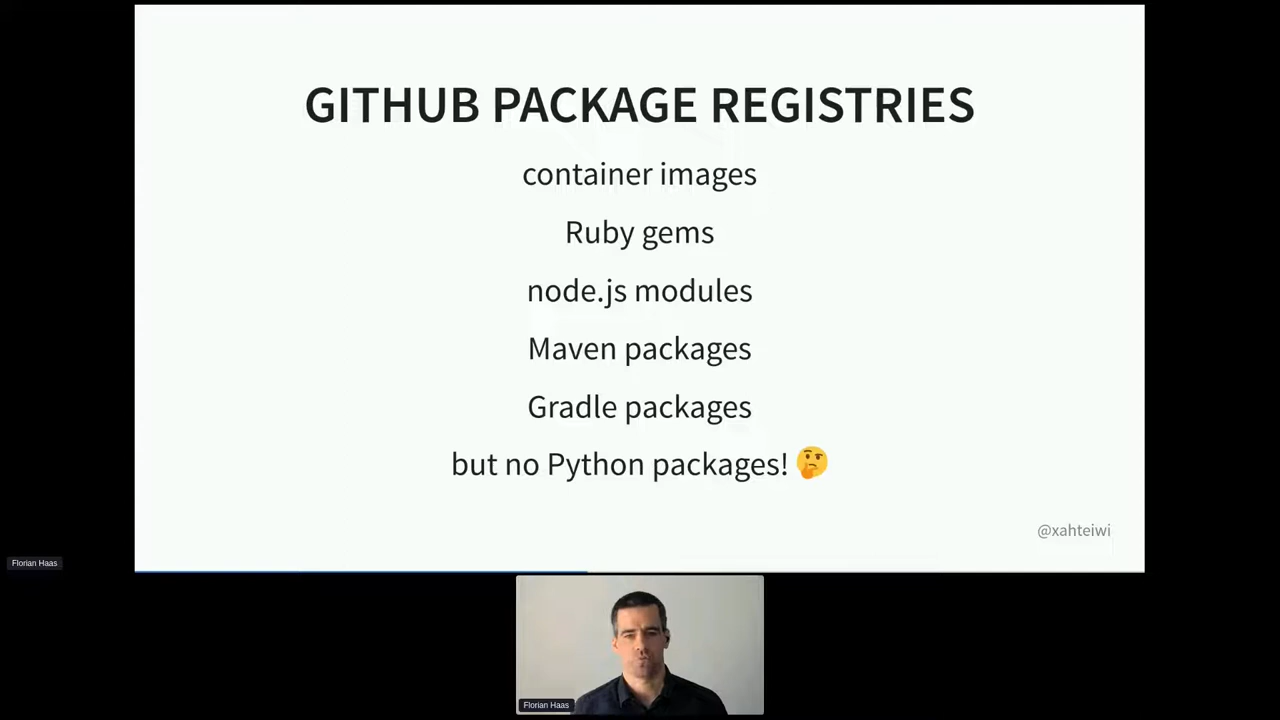 GITHUB PACKAGE REGISTRIES
container images
Ruby gems
node.js modules
Maven packages
Gradle packages
but no Python packages! 🤔
@xahteiwi
Florian Haas
Florian Haas